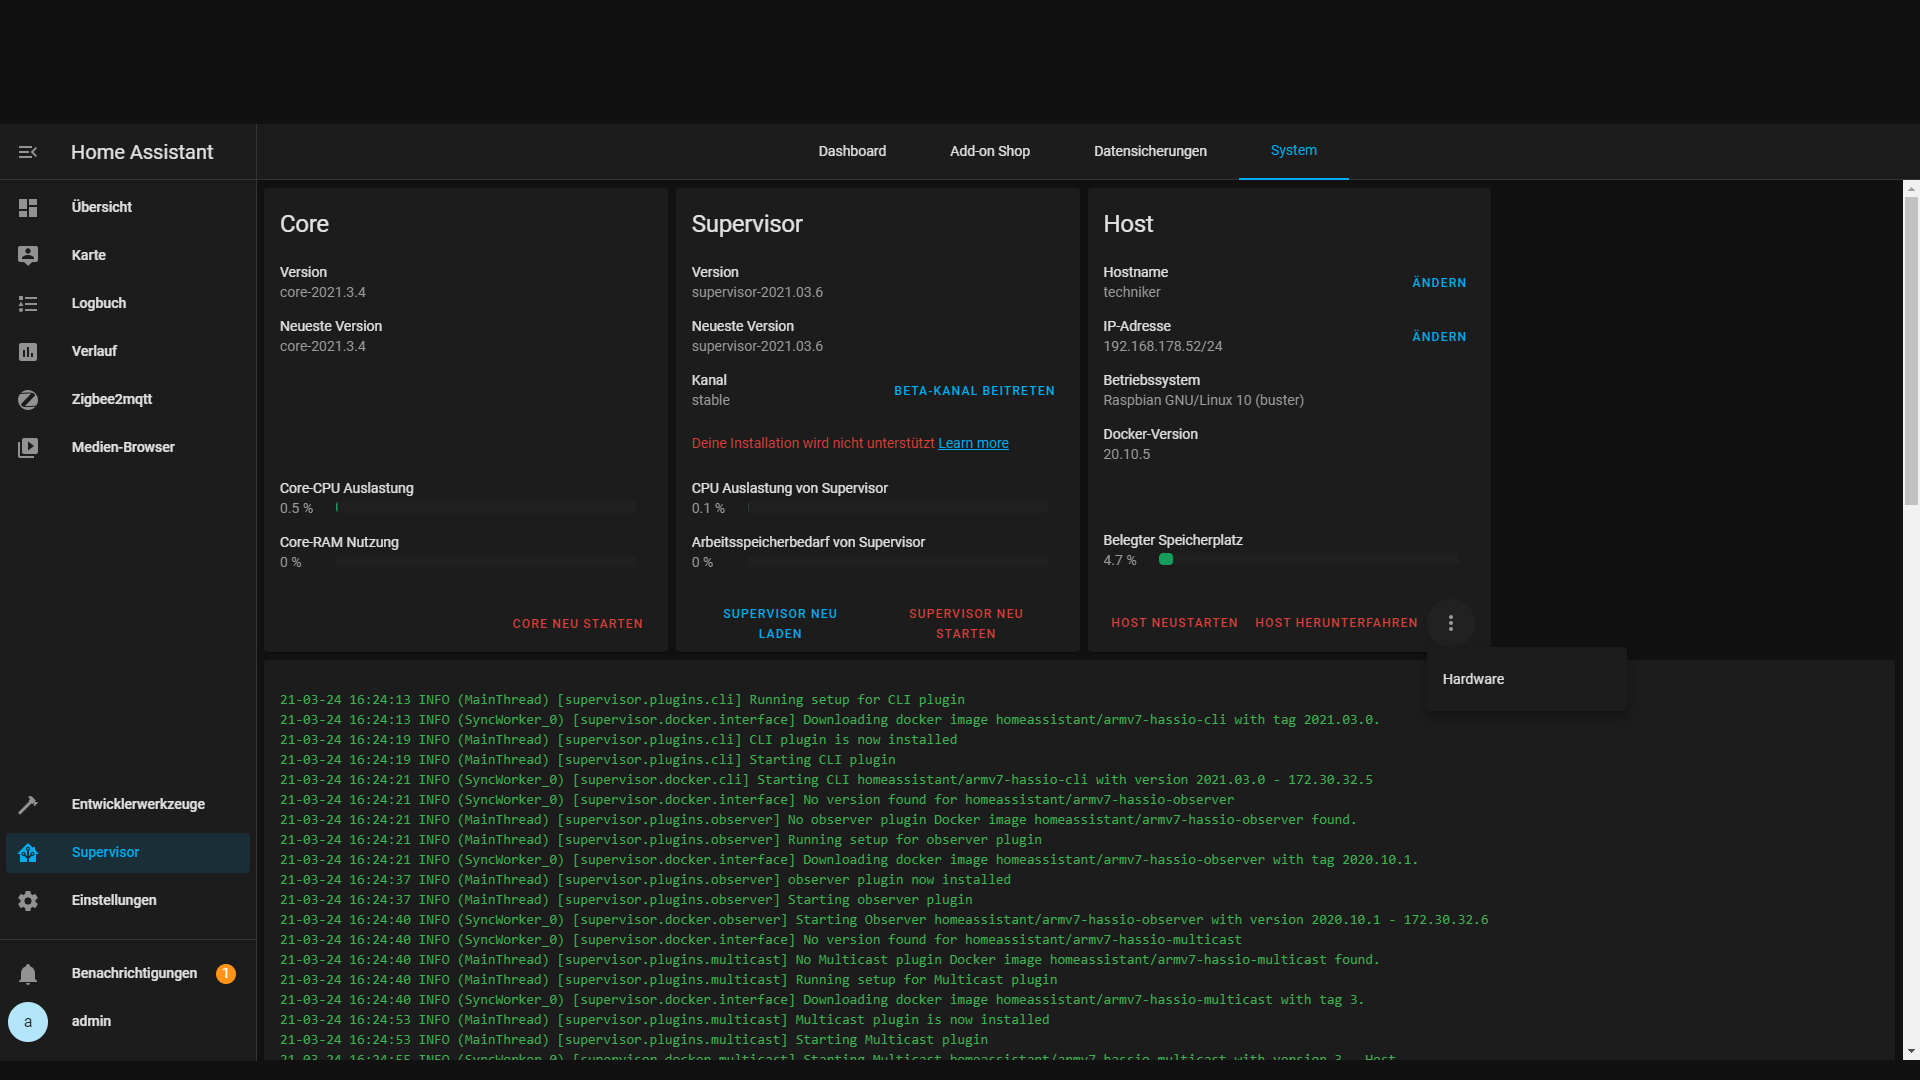 Home Assistant
Dashboard
Add-on Shop
Datensicherungen
System
Übersicht
Karte
Logbuch
Verlauf
Zigbee2mqtt
Medien-Browser
Entwicklerwerkzeuge
Supervisor
Einstellungen
Benachrichtigungen 1
a admin
Core
Version
core-2021.3.4
Neueste Version
core-2021.3.4
Core-CPU Auslastung
0.5 %
Core-RAM Nutzung
0 %
CORE NEU STARTEN
Supervisor
Version
supervisor-2021.03.6
Neueste Version
supervisor-2021.03.6
Kanal
stable
BETA-KANAL BEITRETEN
Deine Installation wird nicht unterstützt Learn more
CPU Auslastung von Supervisor
0.1 %
Arbeitsspeicherbedarf von Supervisor
0 %
SUPERVISOR NEU
LADEN
SUPERVISOR NEU
STARTEN
Host
Hostname
techniker
ÄNDERN
IP-Adresse
192.168.178.52/24
ÄNDERN
Betriebssystem
Raspbian GNU/Linux 10 (buster)
Docker-Version
20.10.5
Belegter Speicherplatz
4.7 %
HOST NEUSTARTEN
HOST HERUNTERFAHREN
Hardware
21-03-24 16:24:13 INFO (MainThread) [supervisor.plugins.cli] Running setup for CLI plugin
21-03-24 16:24:13 INFO (SyncWorker_0) [supervisor.docker.interface] Downloading docker image homeassistant/armv7-hassio-cli with tag 2021.03.0.
21-03-24 16:24:19 INFO (MainThread) [supervisor.plugins.cli] CLI plugin is now installed
21-03-24 16:24:19 INFO (MainThread) [supervisor.plugins.cli] Starting CLI plugin
21-03-24 16:24:21 INFO (SyncWorker_0) [supervisor.docker.cli] Starting CLI homeassistant/armv7-hassio-cli with version 2021.03.0 - 172.30.32.5
21-03-24 16:24:21 INFO (SyncWorker_0) [supervisor.docker.interface] No version found for homeassistant/armv7-hassio-observer
21-03-24 16:24:21 INFO (MainThread) [supervisor.plugins.observer] No observer plugin Docker image homeassistant/armv7-hassio-observer found.
21-03-24 16:24:21 INFO (MainThread) [supervisor.plugins.observer] Running setup for observer plugin
21-03-24 16:24:21 INFO (SyncWorker_0) [supervisor.docker.interface] Downloading docker image homeassistant/armv7-hassio-observer with tag 2020.10.1.
21-03-24 16:24:37 INFO (MainThread) [supervisor.plugins.observer] observer plugin now installed
21-03-24 16:24:37 INFO (MainThread) [supervisor.plugins.observer] Starting observer plugin
21-03-24 16:24:40 INFO (SyncWorker_0) [supervisor.docker.observer] Starting Observer homeassistant/armv7-hassio-observer with version 2020.10.1 - 172.30.32.6
21-03-24 16:24:40 INFO (SyncWorker_0) [supervisor.docker.interface] No version found for homeassistant/armv7-hassio-multicast
21-03-24 16:24:40 INFO (MainThread) [supervisor.plugins.multicast] No Multicast plugin Docker image homeassistant/armv7-hassio-multicast found.
21-03-24 16:24:40 INFO (MainThread) [supervisor.plugins.multicast] Running setup for Multicast plugin
21-03-24 16:24:40 INFO (SyncWorker_0) [supervisor.docker.interface] Downloading docker image homeassistant/armv7-hassio-multicast with tag 3.
21-03-24 16:24:53 INFO (MainThread) [supervisor.plugins.multicast] Multicast plugin is now installed
21-03-24 16:24:53 INFO (MainThread) [supervisor.plugins.multicast] Starting Multicast plugin
21-03-24 16:24:55 INFO (SyncWorker_0) [supervisor.docker.multicast] Starting Multicast homeassistant/armv7-hassio-multicast with version 3 - Host